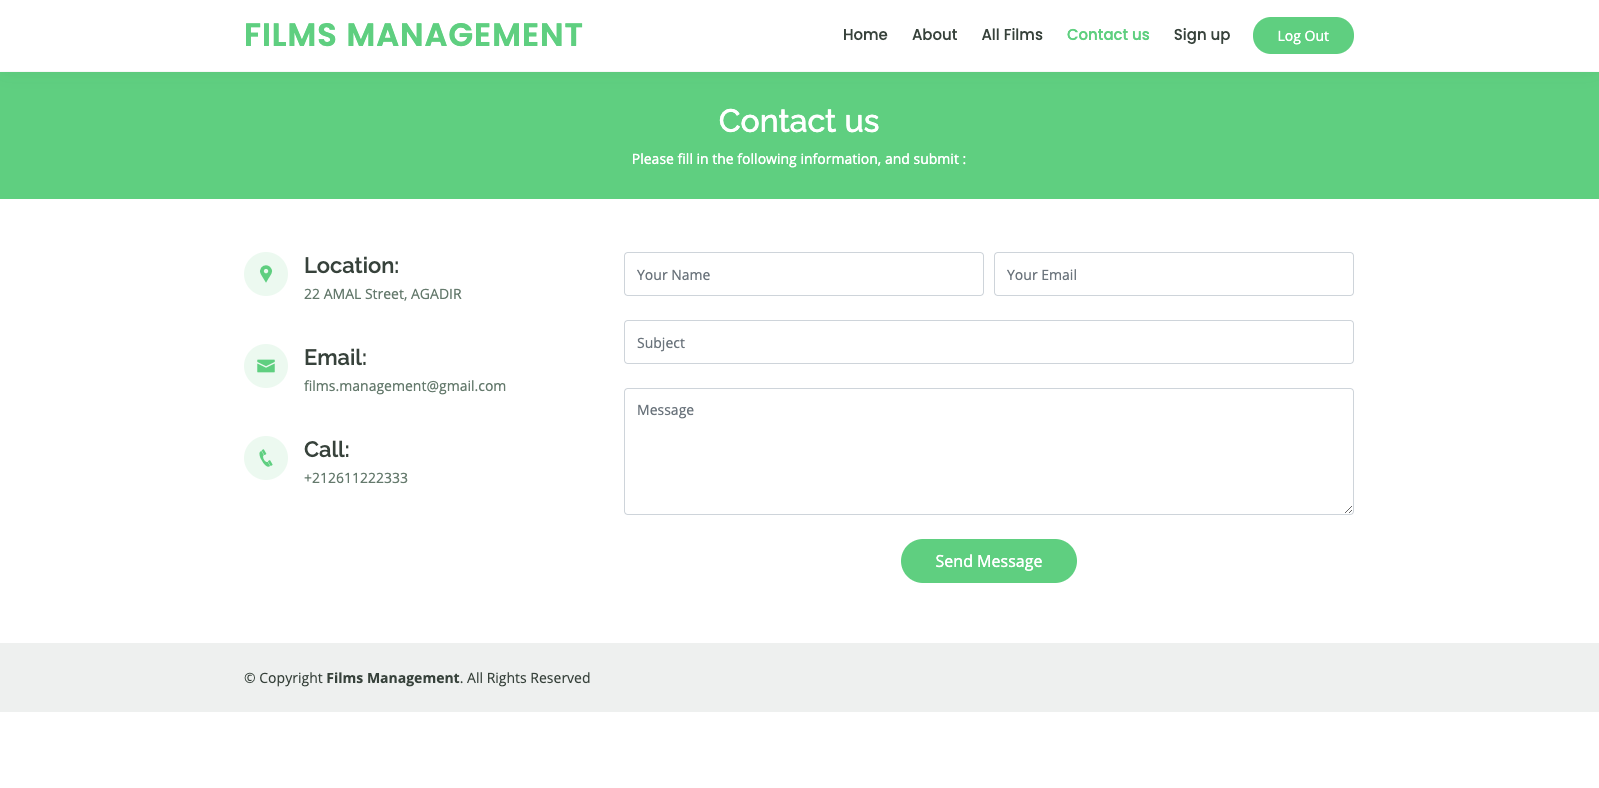 FILMS MANAGEMENT
Home About All Films Contact us Sign up Log Out
Contact us
Please fill in the following information, and submit :
Location:
22 AMAL Street, AGADIR
Email:
films.management@gmail.com
Call:
+212611222333
Your Name Your Email
Subject
Message
Send Message
© Copyright Films Management. All Rights Reserved